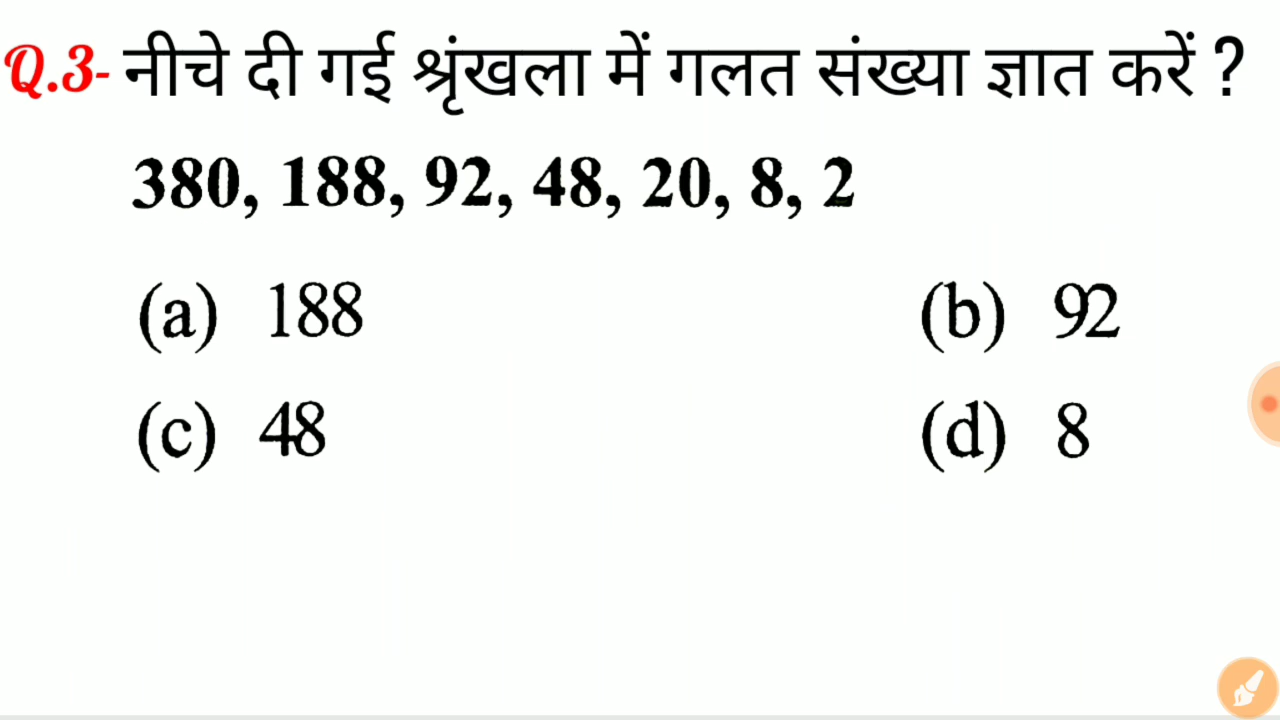 Q.3- नीचे दी गई श्रृंखला में गलत संख्या ज्ञात करें ?
380, 188, 92, 48, 20, 8, 2
(a) 188 (b) 92
(c) 48 (d) 8